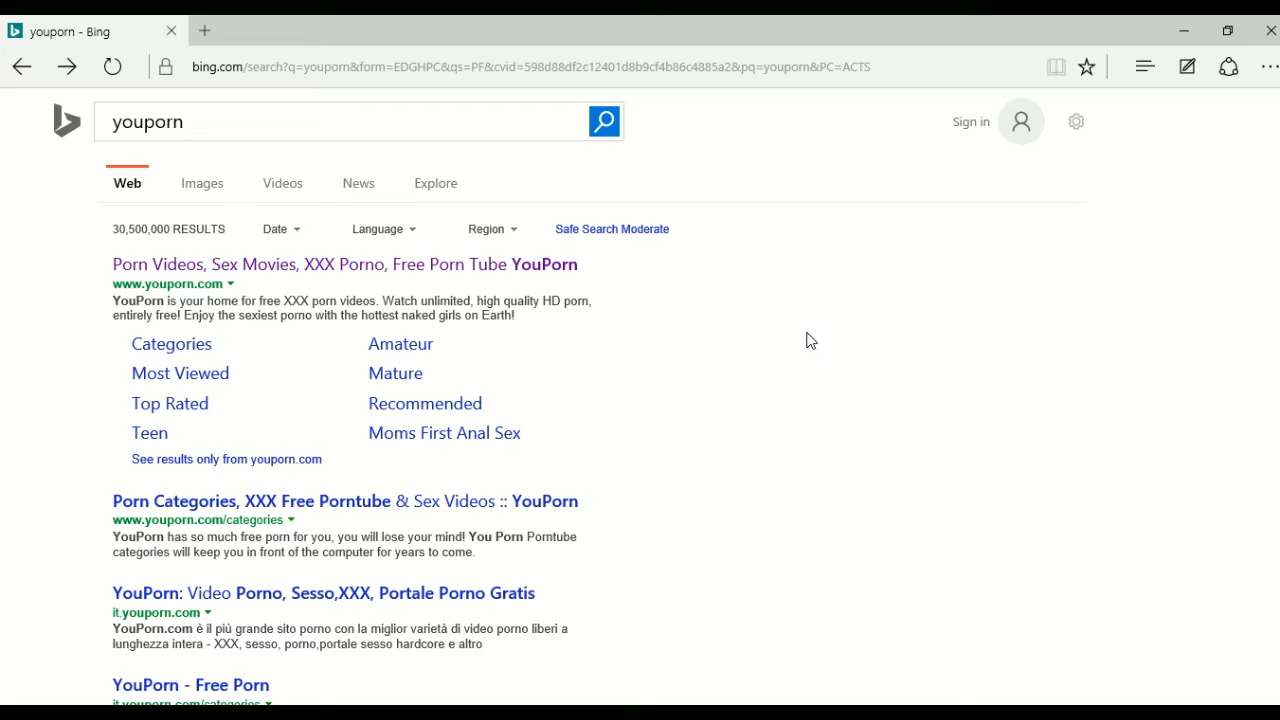 youporn - Bing
bing.com/search?q=youporn&form=EDGHPC&qs=PF&cvid=598d88df2c12401d8b9cf4b86c4885a2&pq=youporn&PC=ACTS
youporn
Sign in
Web Images Videos News Explore
30,500,000 RESULTS Date Language Region Safe Search Moderate
Porn Videos, Sex Movies, XXX Porno, Free Porn Tube YouPorn
www.youporn.com
YouPorn is your home for free XXX porn videos. Watch unlimited, high quality HD porn,
entirely free! Enjoy the sexiest porno with the hottest naked girls on Earth!
Categories Amateur
Most Viewed Mature
Top Rated Recommended
Teen Moms First Anal Sex
See results only from youporn.com
Porn Categories, XXX Free Porntube & Sex Videos :: YouPorn
www.youporn.com/categories
YouPorn has so much free porn for you, you will lose your mind! You Porn Porntube
categories will keep you in front of the computer for years to come.
YouPorn: Video Porno, Sesso,XXX, Portale Porno Gratis
it.youporn.com
YouPorn.com è il più grande sito porno con la miglior varietà di video porno liberi a
lunghezza intera - XXX, sesso, porno,portale sesso hardcore e altro
YouPorn - Free Porn
it.youporn.com/categories